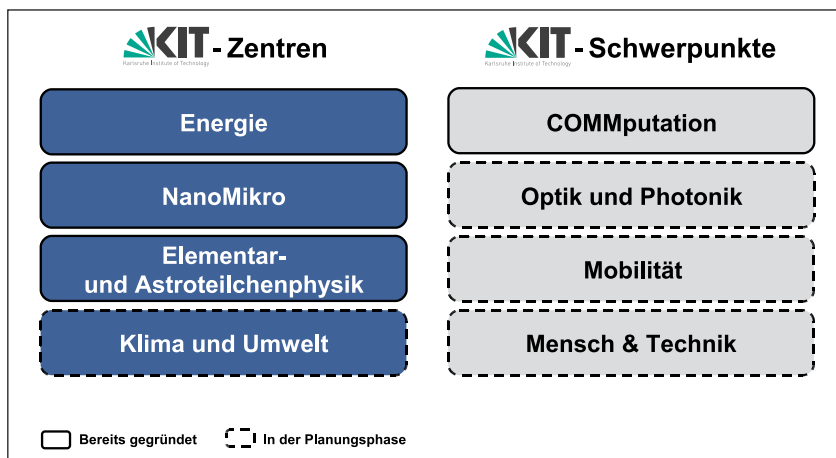 KIT - Zentren
Karlsruhe Institute of Technology
Energie
NanoMikro
Elementar-
und Astroteilchenphysik
Klima und Umwelt
KIT - Schwerpunkte
Karlsruhe Institute of Technology
COMMputation
Optik und Photonik
Mobilität
Mensch & Technik
Bereits gegründet
In der Planungsphase